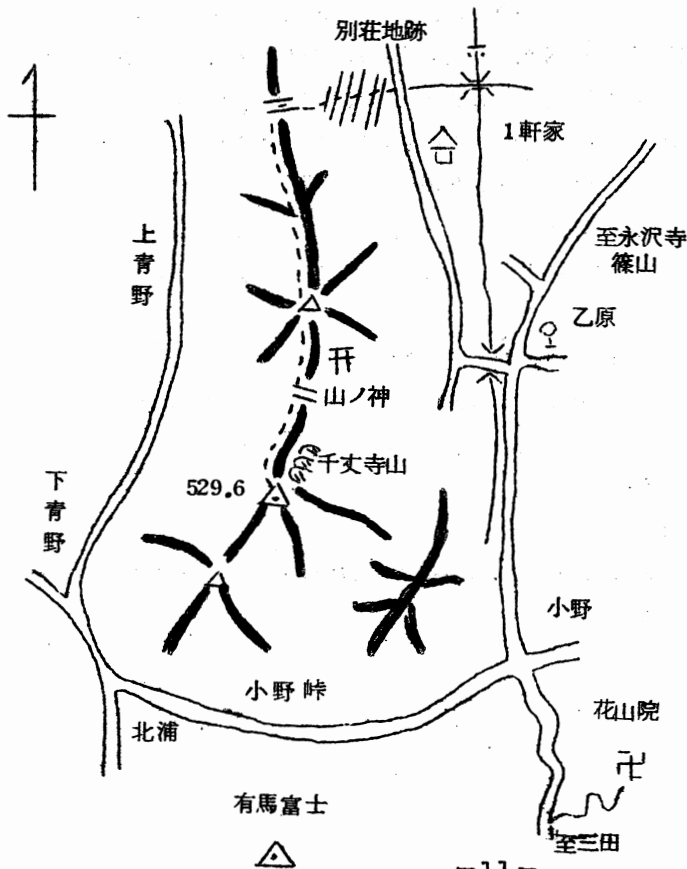 別荘地跡
1軒家
上青野
至永沢寺
篠山
乙原
山ノ神
千丈寺山
529.6
下青野
小野
小野峠
花山院
北浦
卍
有馬富士
至三田
-11-